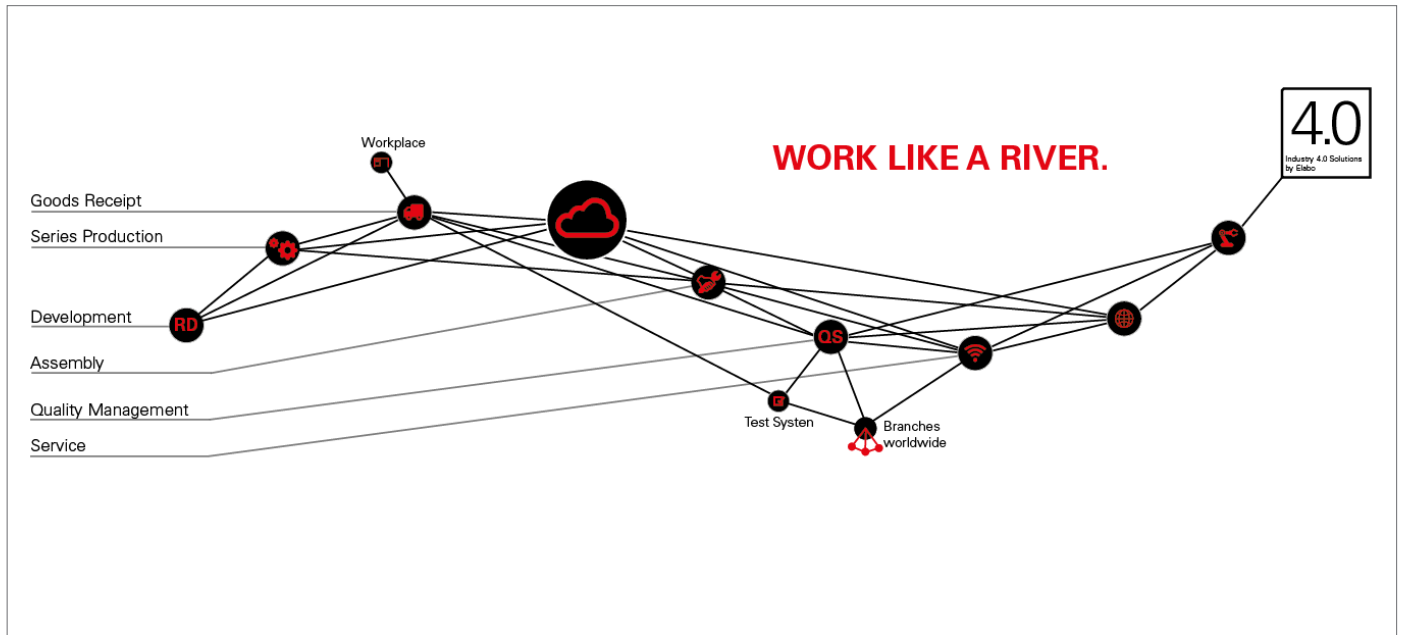 4.0
Industry 4.0 Solutions
by Elabo
WORK LIKE A RIVER.
Workplace
Goods Receipt
Series Production
Development
RD
Assembly
QS
Quality Management
Test Systen
Branches
worldwide
Service